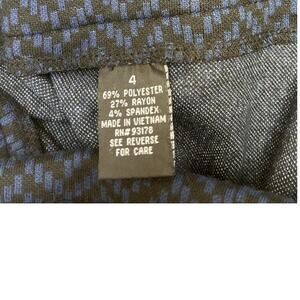 4
69% POLYESTER
27% RAYON
4% SPANDEX
MADE IN VIETNAM
RN# 93178
SEE REVERSE
FOR CARE